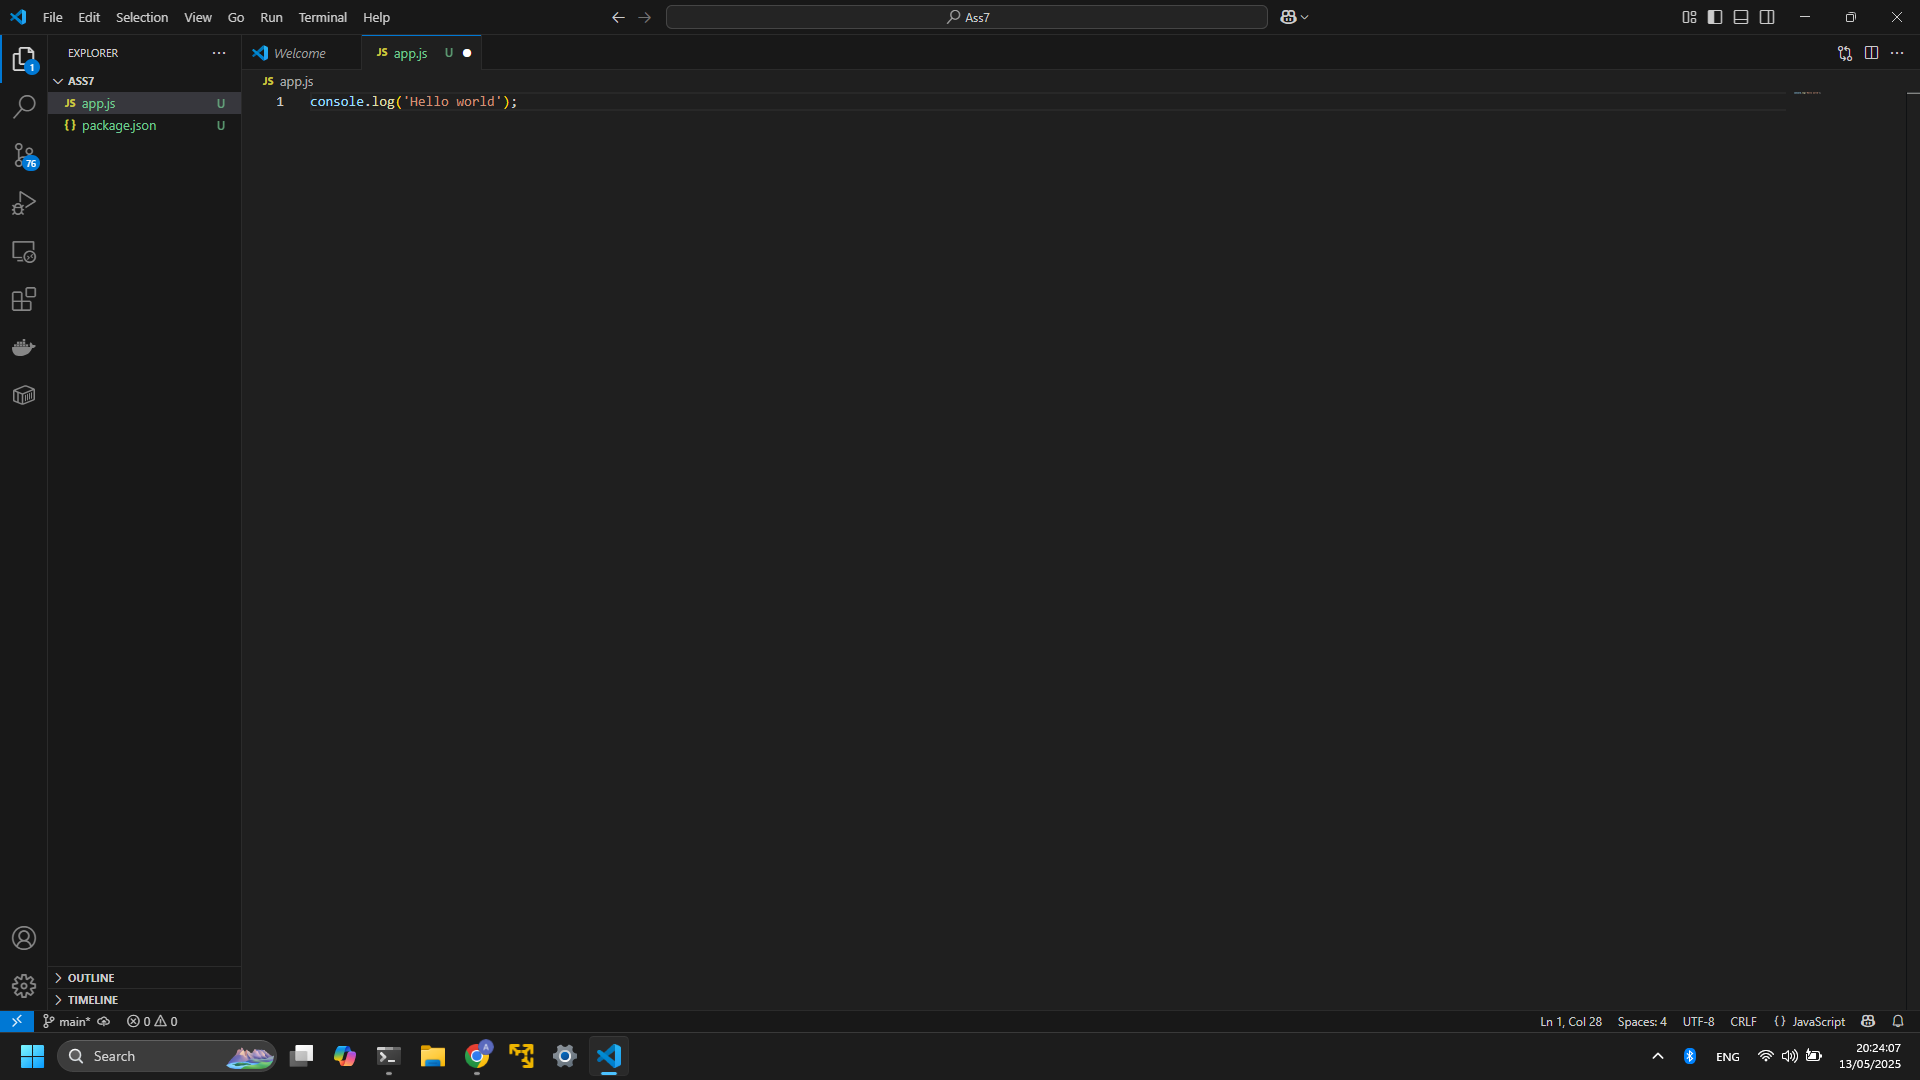 File Edit Selection View Go Run Terminal Help
Ass7
EXPLORER
Welcome
JS app.js U
1
ASS7
JS app.js
JS app.js U
1 console.log('Hello world');
{} package.json U
76
OUTLINE
TIMELINE
main* 0 0
Ln 1, Col 28 Spaces: 4 UTF-8 CRLF {} JavaScript
Search
A
ENG
20:24:07
13/05/2025